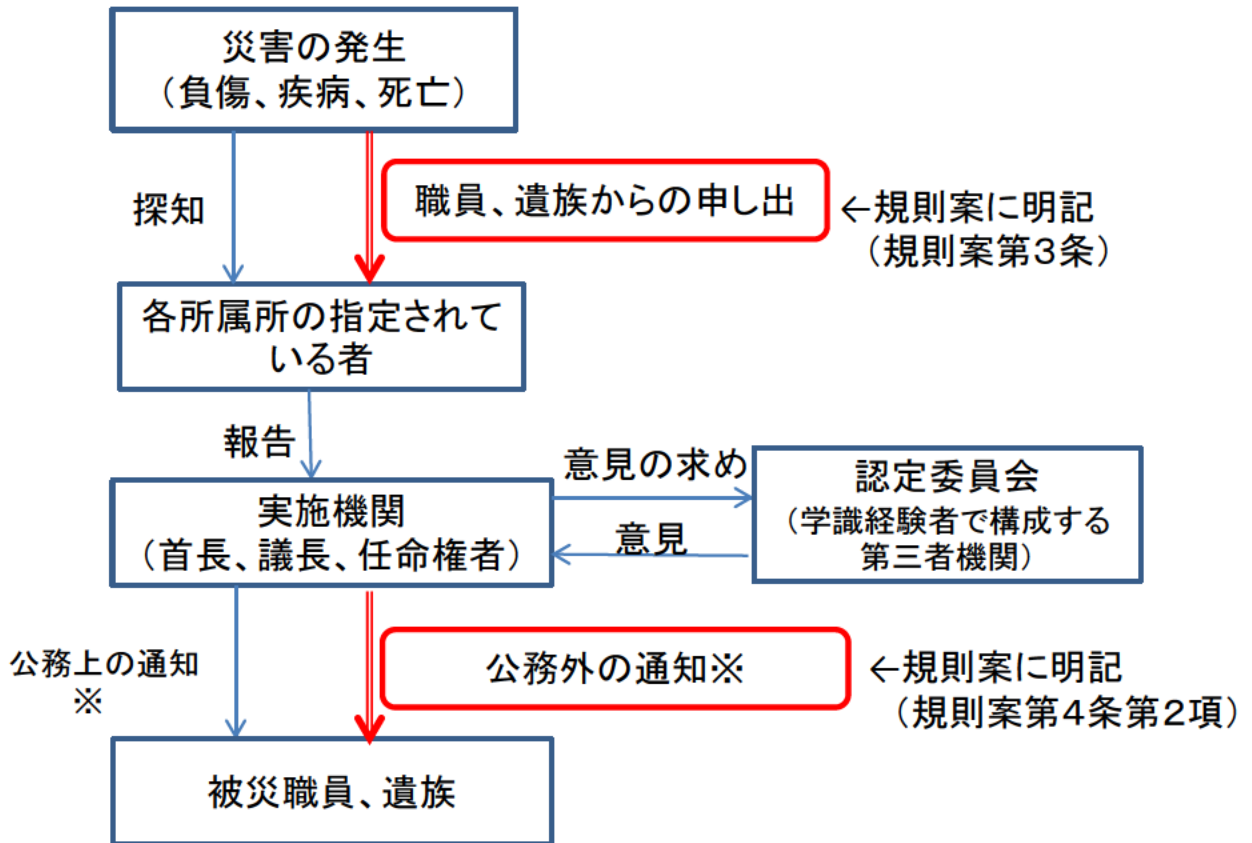 災害の発生
（負傷、疾病、死亡）
探知
職員、遺族からの申し出
←規則案に明記
（規則案第３条）
各所属所の指定されて
いる者
報告
意見の求め
実施機関
（首長、議長、任命権者）
意見
認定委員会
（学識経験者で構成する
第三者機関）
公務上の通知
※
公務外の通知※
←規則案に明記
（規則案第４条第２項）
被災職員、遺族